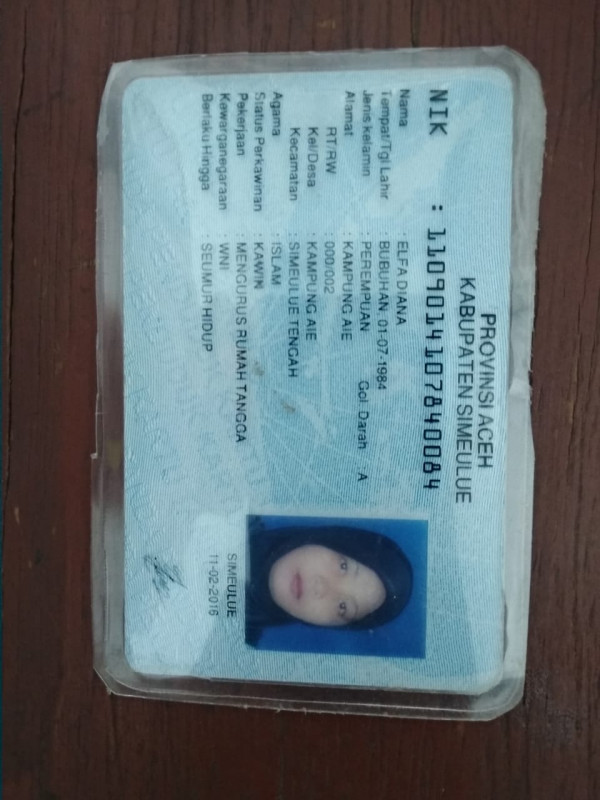 PROVINSI ACEH
KABUPATEN SIMEULUE
NIK : 1109014107840084
Nama : ELFA DIANA
Tempat/Tgl Lahir : BUBUHAN, 01-07-1984
Jenis kelamin : PEREMPUAN Gol Darah A
Alamat : KAMPUNG AIE
RT/RW : 000/002
Kel/Desa : KAMPUNG AIE
Kecamatan : SIMEULUE TENGAH
Agama : ISLAM
Status Perkawinan : KAWIN
Pekerjaan : MENGURUS RUMAH TANGGA
Kewarganegaraan : WNI
Berlaku Hingga : SEUMUR HIDUP
SIMEULUE
11-02-2016